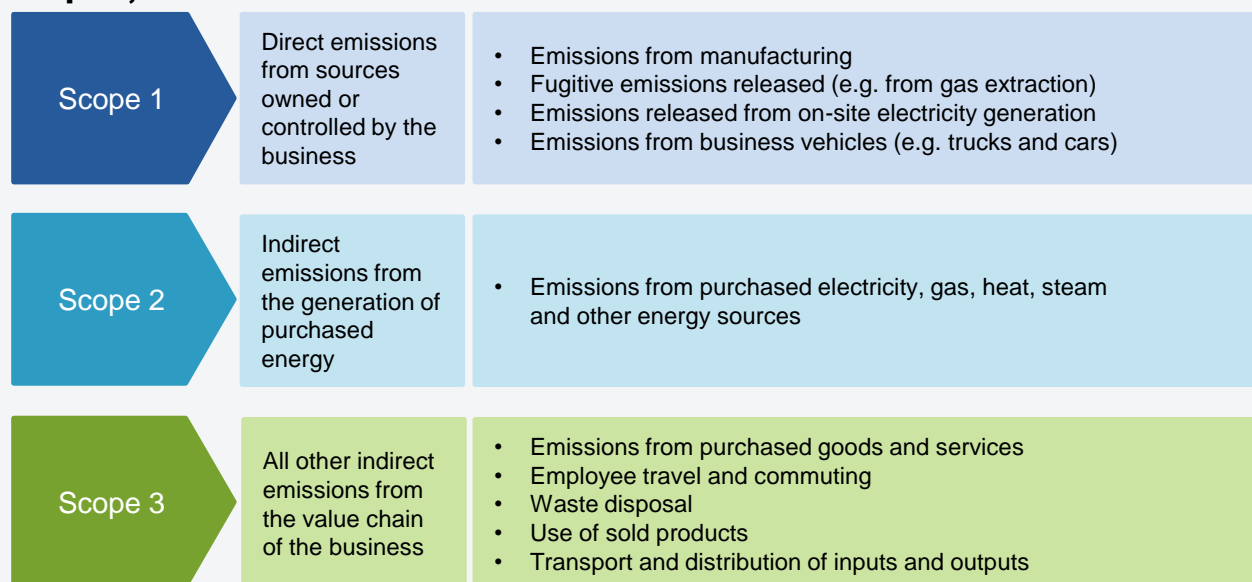 Scope 1
Direct emissions
from sources
owned or
controlled by the
business
• Emissions from manufacturing
• Fugitive emissions released (e.g. from gas extraction)
• Emissions released from on-site electricity generation
• Emissions from business vehicles (e.g. trucks and cars)
Scope 2
Indirect
emissions from
the generation of
purchased
energy
• Emissions from purchased electricity, gas, heat, steam
and other energy sources
Scope 3
All other indirect
emissions from
the value chain
of the business
• Emissions from purchased goods and services
• Employee travel and commuting
• Waste disposal
• Use of sold products
• Transport and distribution of inputs and outputs